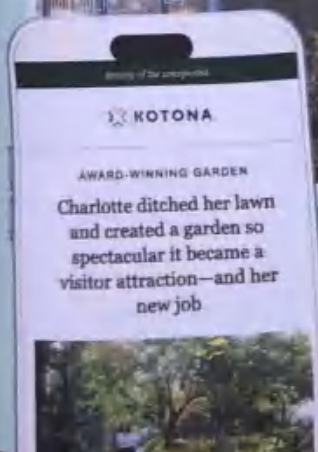 KOTONA
AWARD-WINNING GARDEN
Charlotte ditched her lawn
and created a garden so
spectacular it became a
visitor attraction—and her
new job